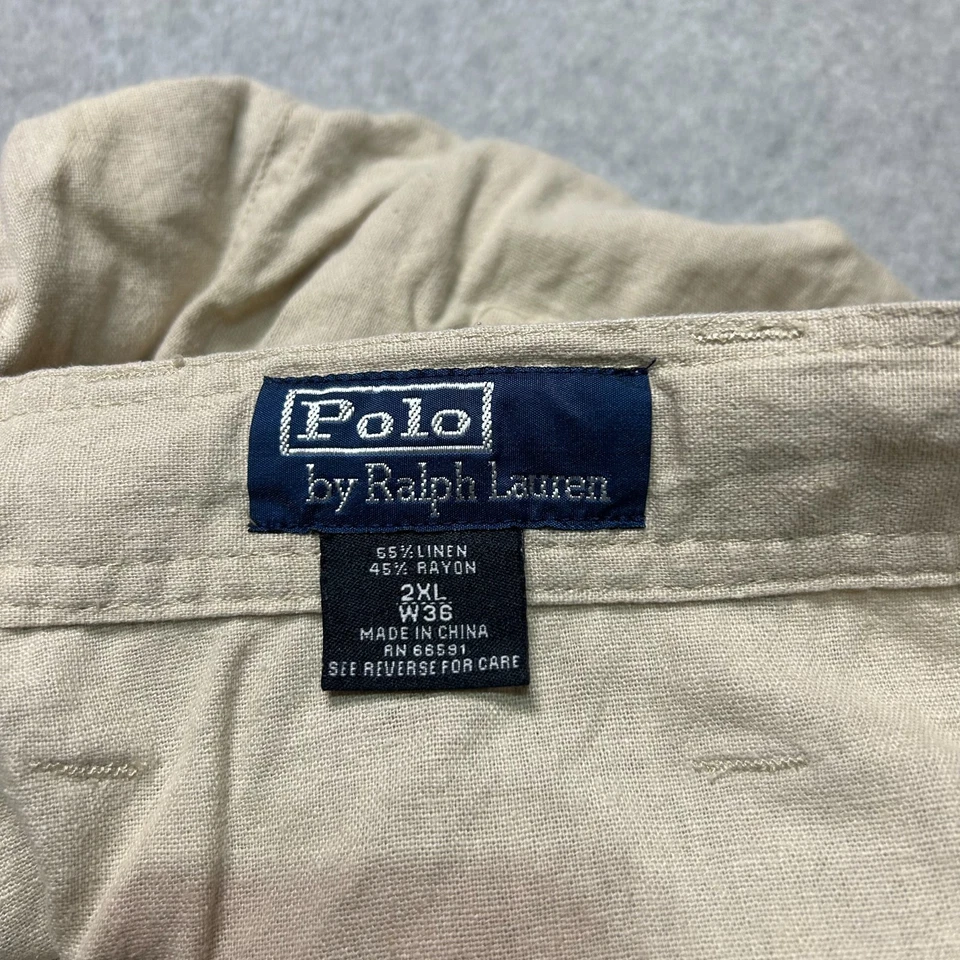 Polo
by Ralph Lauren
55% LINEN
45% RAYON
2XL
W36
MADE IN CHINA
RN 66591
SEE REVERSE FOR CARE